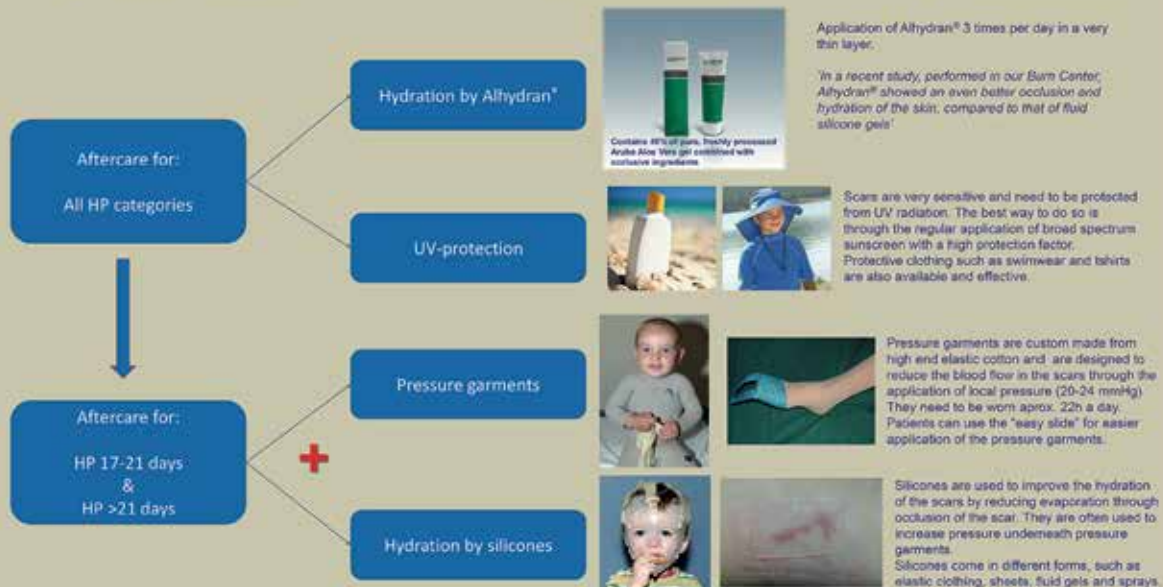 Aftercare for:
All HP categories
Hydration by Alhydran®
Contains 49% of pure, freshly processed
Aruba Aloe Vera gel combined with
occlusive ingredients
Application of Alhydran® 3 times per day in a very
thin layer.
'In a recent study, performed in our Burn Center,
Alhydran® showed an even better occlusion and
hydration of the skin, compared to that of fluid
silicone gels'
UV-protection
Scars are very sensitive and need to be protected
from UV radiation. The best way to do so is
through the regular application of broad spectrum
sunscreen with a high protection factor.
Protective clothing such as swimwear and tshirts
are also available and effective.
Aftercare for:
HP 17-21 days
&
HP >21 days
Pressure garments
Pressure garments are custom made from
high end elastic cotton and are designed to
reduce the blood flow in the scars through the
application of local pressure (20-24 mmHg)
They need to be worn aprox. 22h a day.
Patients can use the "easy slide" for easier
application of the pressure garments.
Hydration by silicones
Silicones are used to improve the hydration
of the scars by reducing evaporation through
occlusion of the scar. They are often used to
increase pressure underneath pressure
garments.
Silicones come in different forms, such as
elastic clothing, sheets, fluid gels and sprays